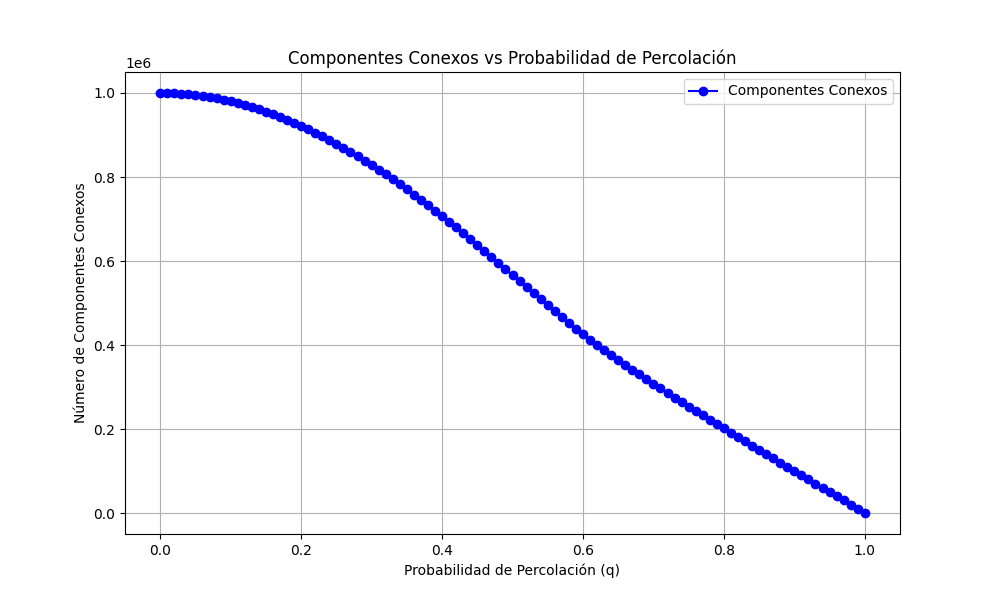 Componentes Conexos vs Probabilidad de Percolación
1e6
Componentes Conexos
1.0
0.8
0.6
0.4
0.2
0.0
Número de Componentes Conexos
0.0 0.2 0.4 0.6 0.8 1.0
Probabilidad de Percolación (q)